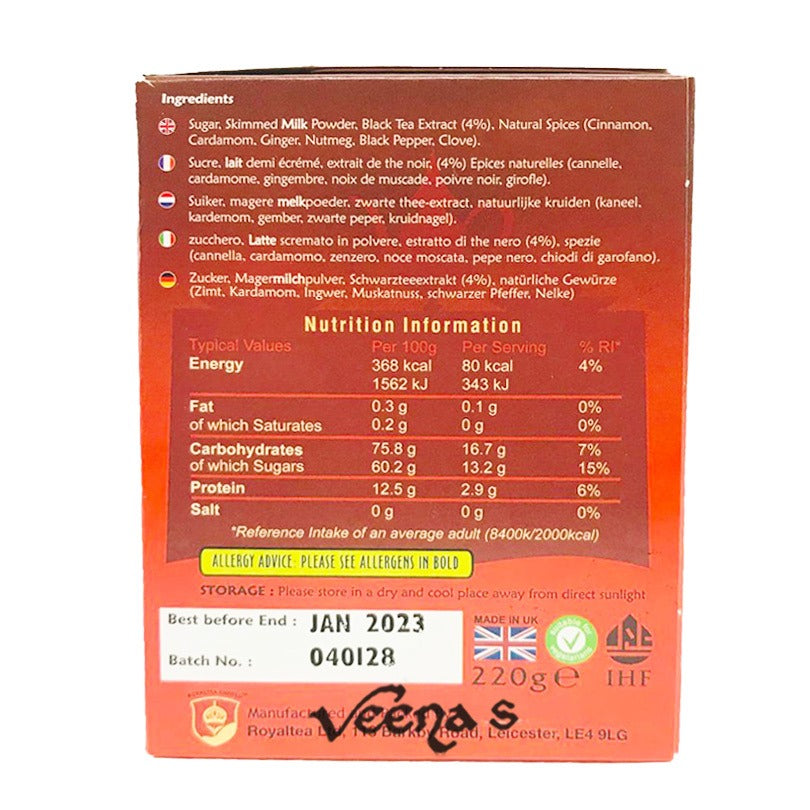 Ingredients
Sugar, Skimmed Milk Powder, Black Tea Extract (4%), Natural Spices (Cinnamon,
Cardamom, Ginger, Nutmeg, Black Pepper, Clove).
Sucre, lait demi écrémé, extrait de the noir, (4%) Epices naturelles (cannelle,
cardamome, gingembre, noix de muscade, poivre noir, girofle).
Suiker, magere melkpoeder, zwarte thee-extract, natuurlijke kruiden (kaneel,
kardemom, gember, zwarte peper, kruidnagel).
zucchero, Latte scremato in polvere, estratto di the nero (4%), spezie
(cannella, cardamomo, zenzero, noce moscata, pepe nero, chiodi di garofano).
Zucker, Magermilchpulver, Schwarzteeextrakt (4%), natürliche Gewürze
(Zimt, Kardamom, Ingwer, Muskatnuss, schwarzer Pfeffer, Nelke)
Nutrition Information
Typical Values Per 100g Per Serving % RI*
Energy 368 kcal 80 kcal 4%
1562 kJ 343 kJ
Fat 0.3 g 0.1 g 0%
of which Saturates 0.2 g 0 g 0%
Carbohydrates 75.8 g 16.7 g 7%
of which Sugars 60.2 g 13.2 g 15%
Protein 12.5 g 2.9 g 6%
Salt 0 g 0 g 0%
*Reference Intake of an average adult (8400k/2000kcal)
ALLERGY ADVICE: PLEASE SEE ALLERGENS IN BOLD
STORAGE : Please store in a dry and cool place away from direct sunlight
Best before End : JAN 2023
Batch No. : 040128
MADE IN UK
Suitable for
vegetarians
220g e
IHF
Manufactured
Veenas
Royaltea Barkby Road, Leicester, LE4 9LG